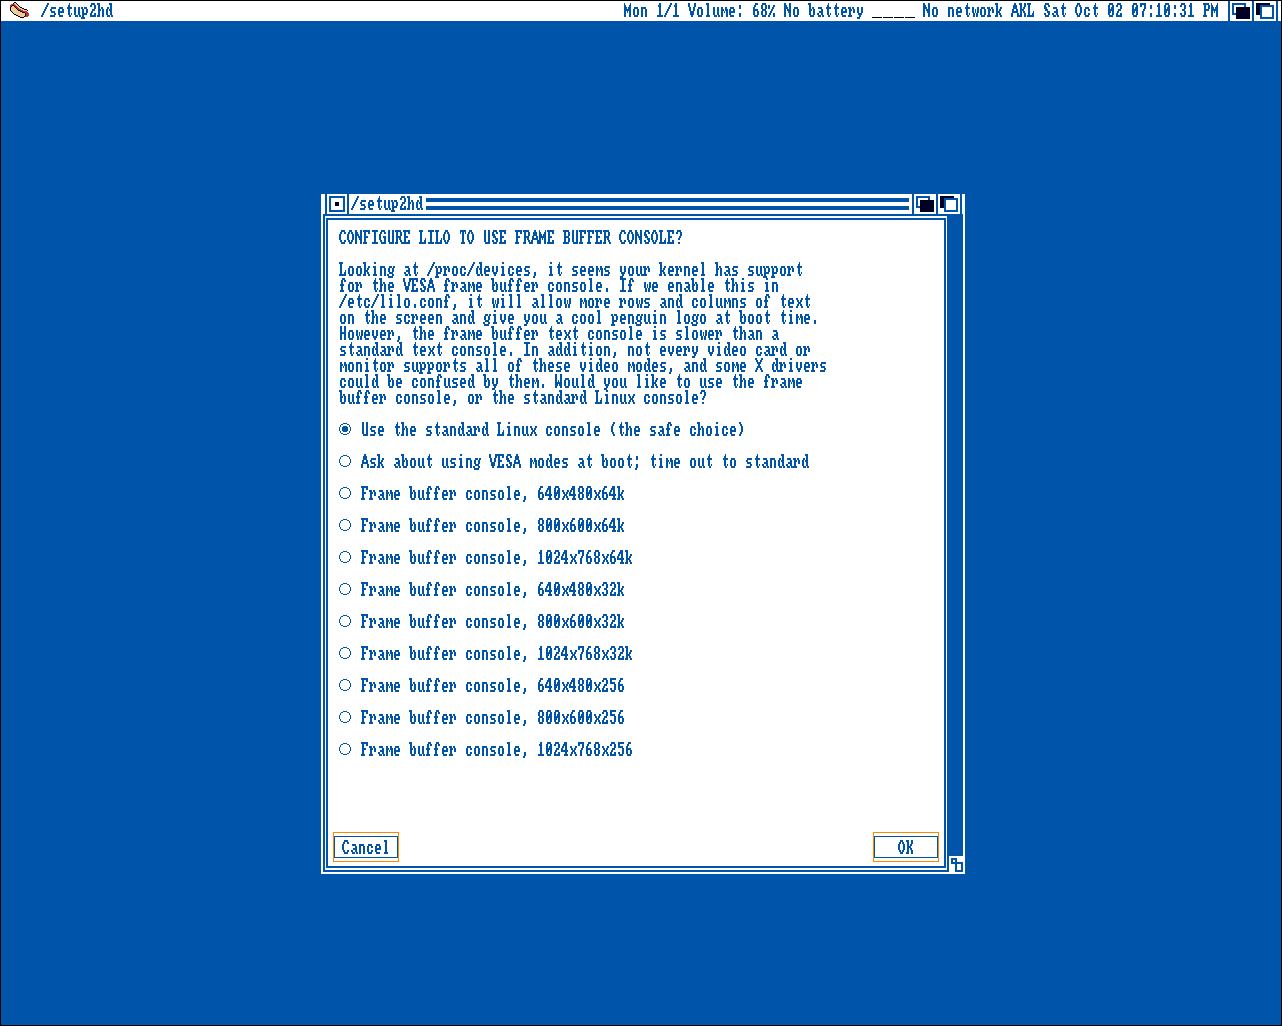 /setup2hd
Mon 1/1 Volume: 68% No battery ____ No network AKL Sat Oct 02 07:10:31 PM
/setup2hd
CONFIGURE LILO TO USE FRAME BUFFER CONSOLE?
Looking at /proc/devices, it seems your kernel has support
for the VESA frame buffer console. If we enable this in
/etc/lilo.conf, it will allow more rows and columns of text
on the screen and give you a cool penguin logo at boot time.
However, the frame buffer text console is slower than a
standard text console. In addition, not every video card or
monitor supports all of these video modes, and some X drivers
could be confused by them. Would you like to use the frame
buffer console, or the standard Linux console?
Use the standard Linux console (the safe choice)
Ask about using VESA modes at boot; time out to standard
Frame buffer console, 640x480x64k
Frame buffer console, 800x600x64k
Frame buffer console, 1024x768x64k
Frame buffer console, 640x480x32k
Frame buffer console, 800x600x32k
Frame buffer console, 1024x768x32k
Frame buffer console, 640x480x256
Frame buffer console, 800x600x256
Frame buffer console, 1024x768x256
Cancel
OK